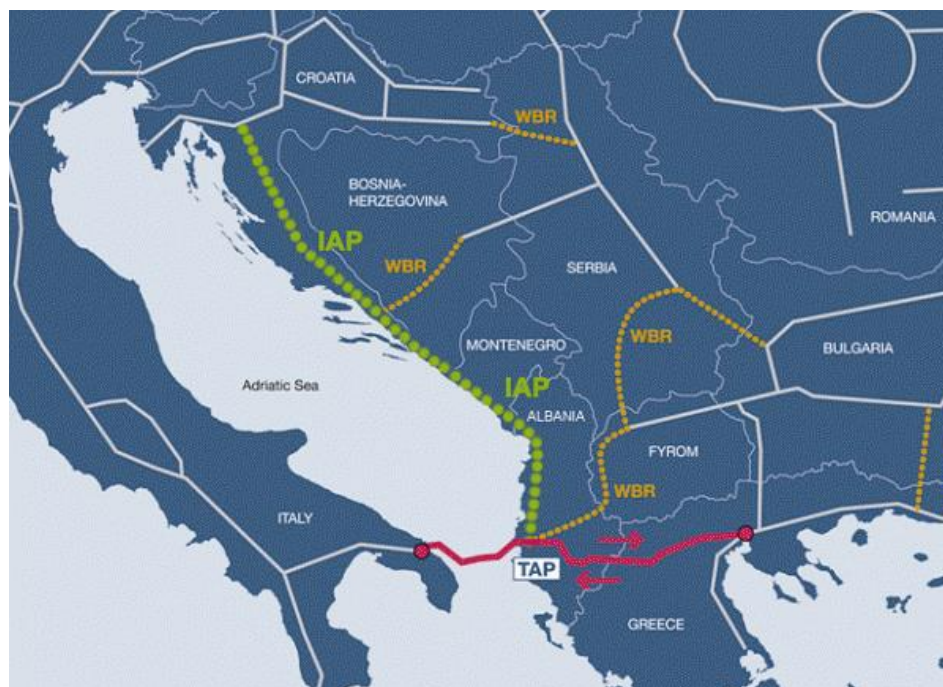 CROATIA
WBR
BOSNIA-
HERZEGOVINA
ROMANIA
IAP
WBR
SERBIA
WBR
MONTENEGRO
BULGARIA
Adriatic Sea
IAP
ALBANIA
FYROM
WBR
ITALY
TAP
GREECE